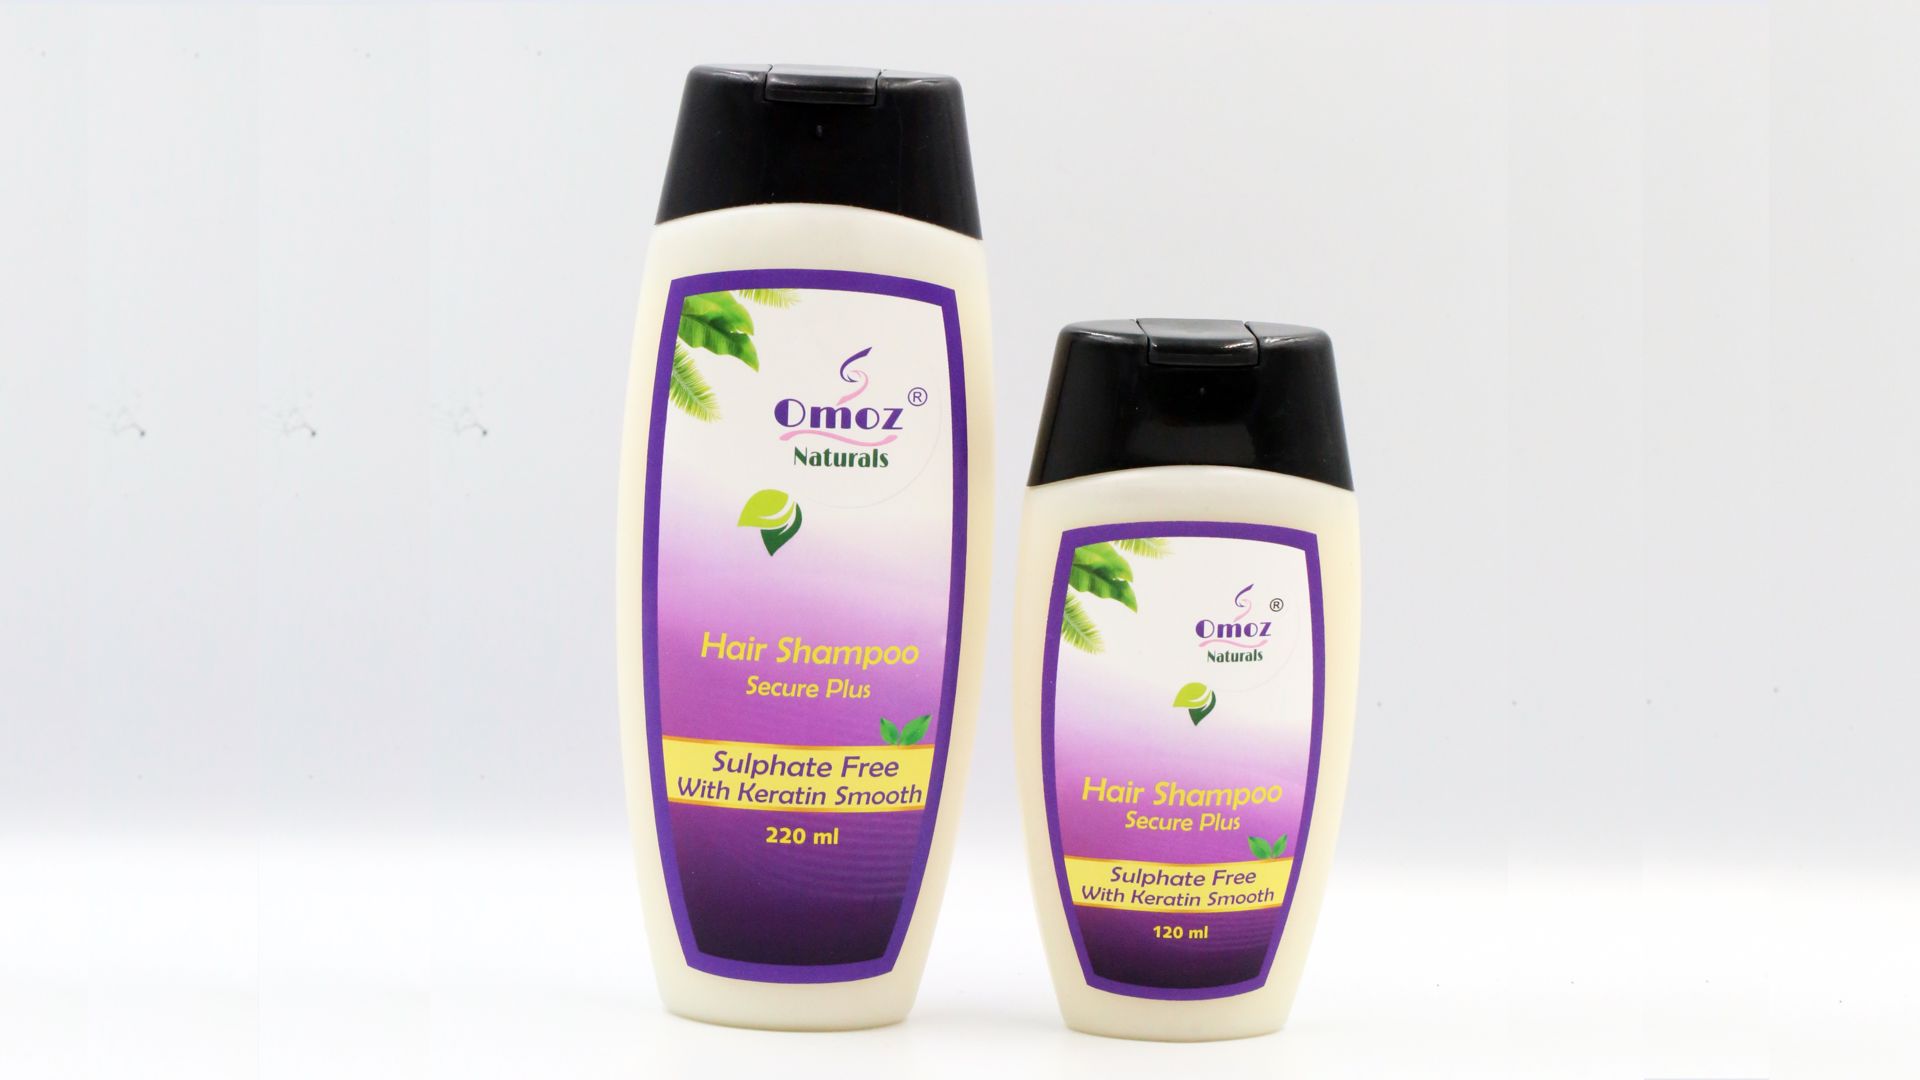 Omoz ®
Naturals
Hair Shampoo
Secure Plus
Sulphate Free
With Keratin Smooth
220 ml
Omoz ®
Naturals
Hair Shampoo
Secure Plus
Sulphate Free
With Keratin Smooth
120 ml